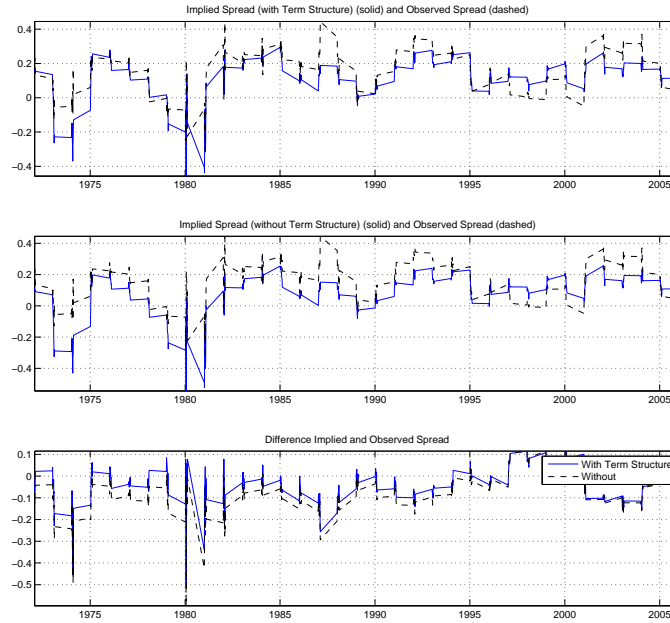 Implied Spread (with Term Structure) (solid) and Observed Spread (dashed)
0.4
0.2
0
−0.2
−0.4
1975 1980 1985 1990 1995 2000 2005
Implied Spread (without Term Structure) (solid) and Observed Spread (dashed)
0.4
0.2
0
−0.2
−0.4
1975 1980 1985 1990 1995 2000 2005
Difference Implied and Observed Spread
0.1
0
−0.1
−0.2
−0.3
−0.4
−0.5
With Term Structure
Without
1975 1980 1985 1990 1995 2000 2005